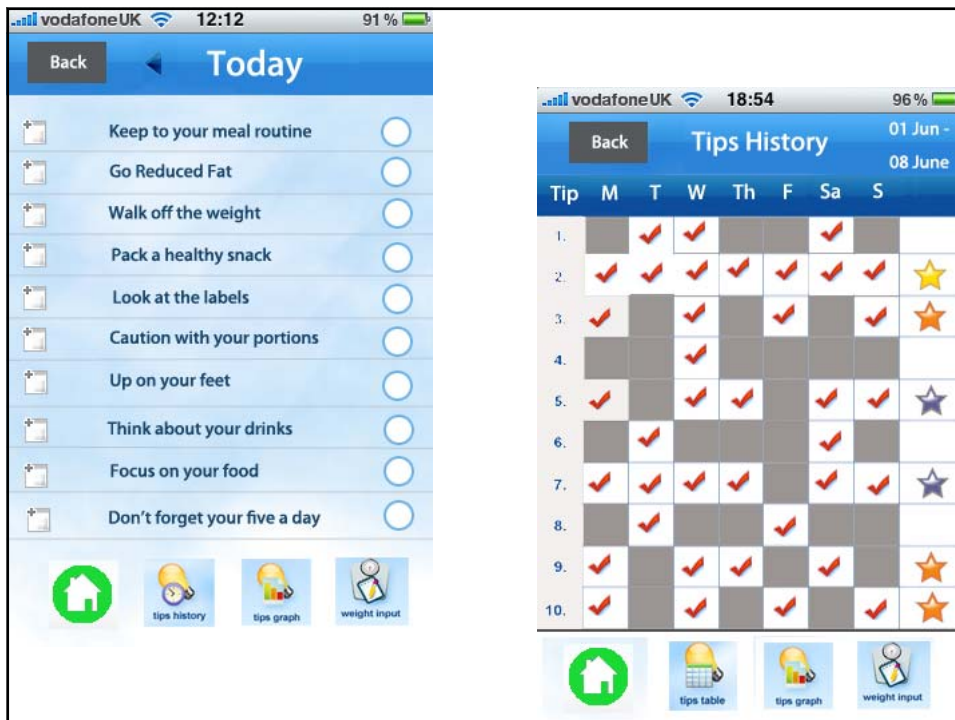 vodafone UK 12:12 91 %
Back Today
Keep to your meal routine
Go Reduced Fat
Walk off the weight
Pack a healthy snack
Look at the labels
Caution with your portions
Up on your feet
Think about your drinks
Focus on your food
Don't forget your five a day
tips history tips graph weight input
vodafone UK 18:54 96 %
Back Tips History 01 Jun -
08 June
Tip M T W Th F Sa S
1.
2.
3.
4.
5.
6.
7.
8.
9.
10.
tips table tips graph weight input